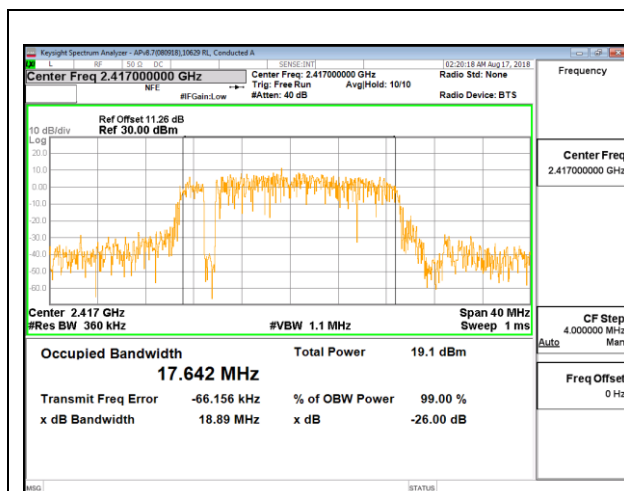 Keysight Spectrum Analyzer - APv8.7(080918),10629 RL, Conducted A
L RF 50 Ω DC SENSE:INT 02:20:18 AM Aug 17, 2018
Center Freq 2.417000000 GHz Center Freq: 2.417000000 GHz Radio Std: None
NFE Trig: Free Run Avg|Hold: 10/10
#IFGain:Low #Atten: 40 dB Radio Device: BTS
Frequency
Ref Offset 11.26 dB
10 dB/div Ref 30.00 dBm
Log
20.0
10.0
0.00
-10.0
-20.0
-30.0
-40.0
-50.0
-60.0
Center 2.417 GHz Span 40 MHz
#Res BW 360 kHz #VBW 1.1 MHz Sweep 1 ms
Center Freq
2.417000000 GHz
CF Step
4.000000 MHz
Auto Man
Freq Offset
0 Hz
Occupied Bandwidth Total Power 19.1 dBm
17.642 MHz
Transmit Freq Error -66.156 kHz % of OBW Power 99.00 %
x dB Bandwidth 18.89 MHz x dB -26.00 dB
MSG STATUS